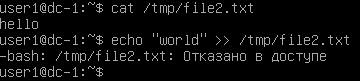 user1@dc-1:~$ cat /tmp/file2.txt
hello
user1@dc-1:~$ echo "world" >> /tmp/file2.txt
-bash: /tmp/file2.txt: Отказано в доступе
user1@dc-1:~$